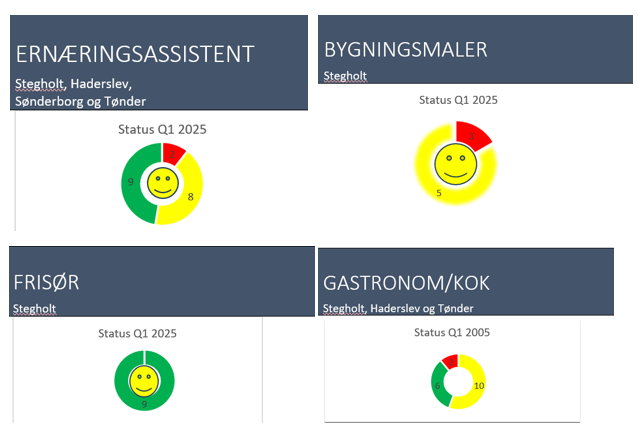 ERNÆRINGSASSISTENT
Stegholt, Haderslev,
Sønderborg og Tønder
Status Q1 2025
9
8
BYGNINGSMALER
Stegholt
Status Q1 2025
5
FRISØR
Stegholt
Status Q1 2025
9
GASTRONOM/KOK
Stegholt, Haderslev og Tønder
Status Q1 2005
6
10